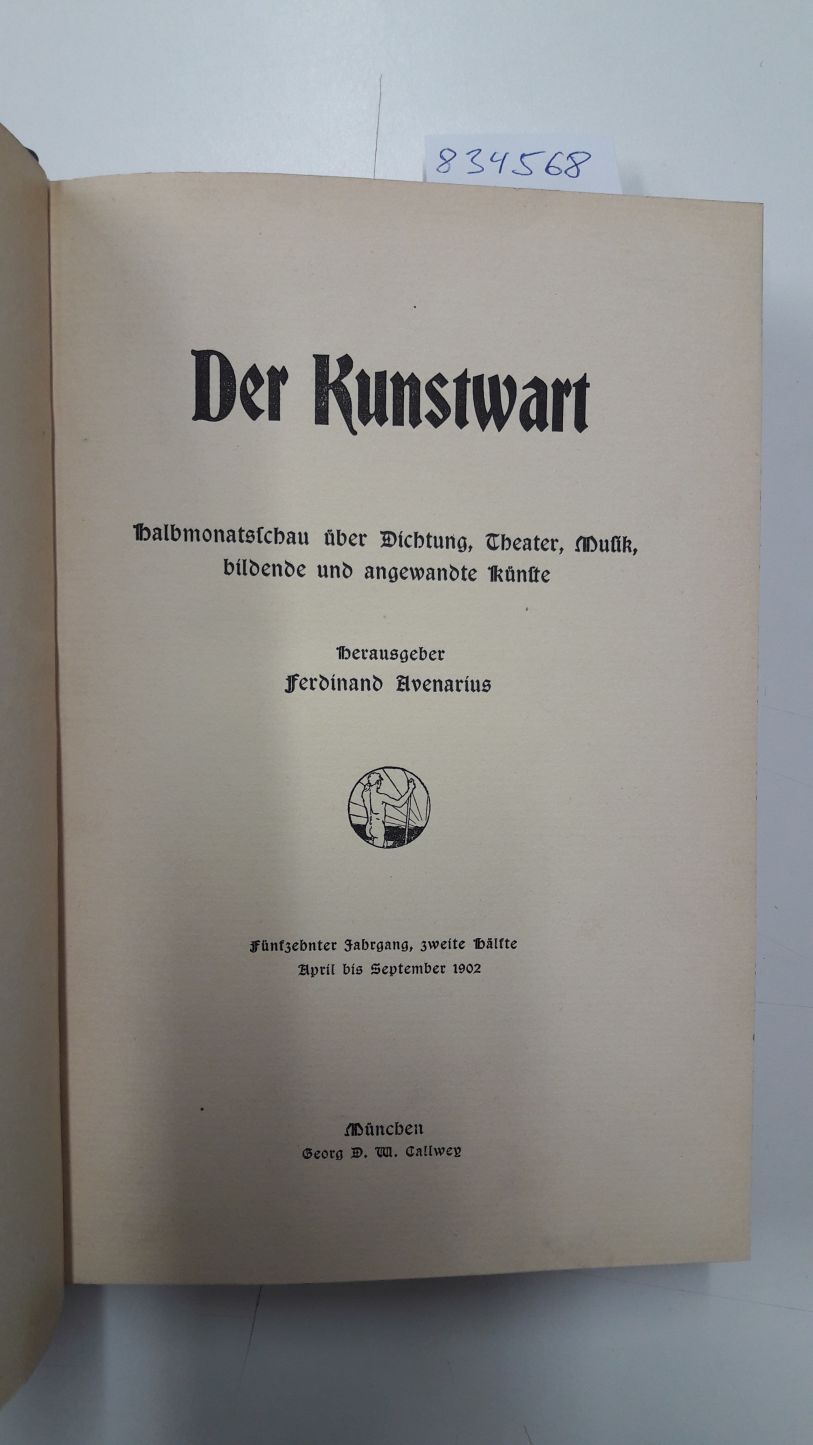 834568
Der Kunstwart
Halbmonatsſchau über Dichtung, Theater, Muſik,
bildende und angewandte Künſte
Herausgeber
Ferdinand Avenarius
Fünfzehnter Jahrgang, zweite Hälfte
April bis September 1902
München
Georg D. W. Callwey